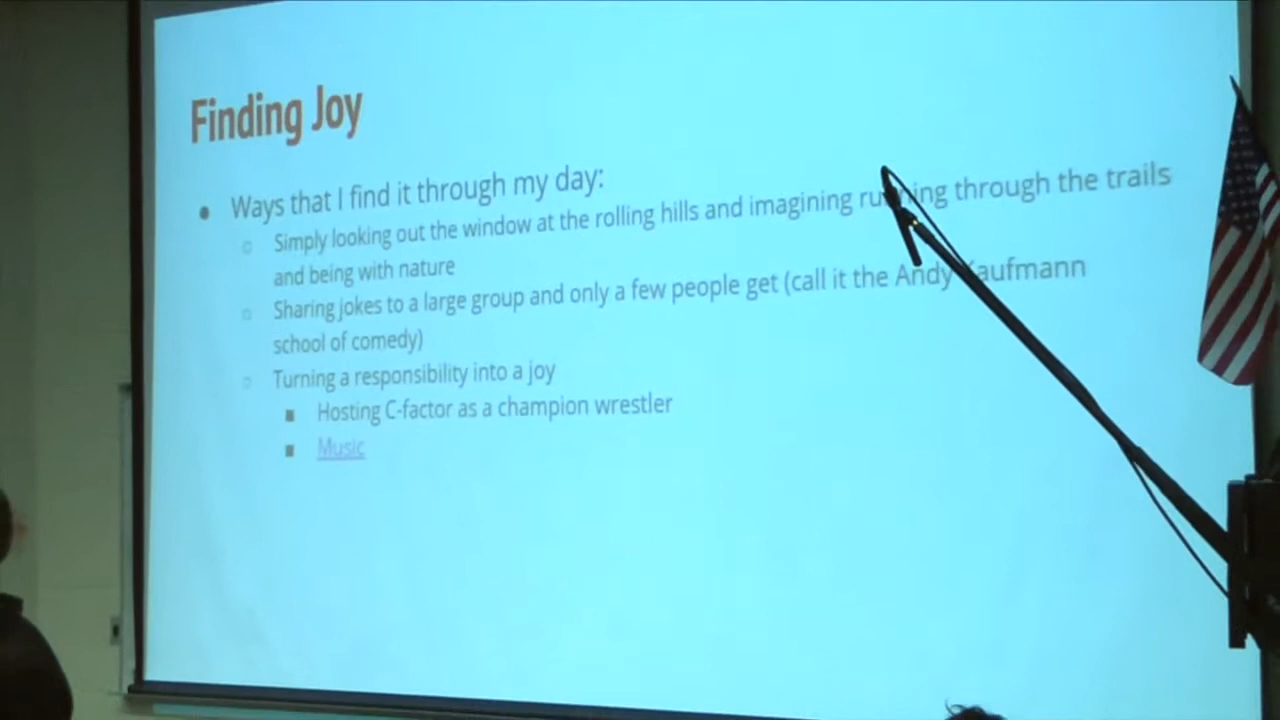 Finding Joy
Ways that I find it through my day:
Simply looking out the window at the rolling hills and imagining running through the trails
and being with nature
Sharing jokes to a large group and only a few people get (call it the Andy Kaufmann
school of comedy)
Turning a responsibility into a joy
Hosting C-factor as a champion wrestler
Music